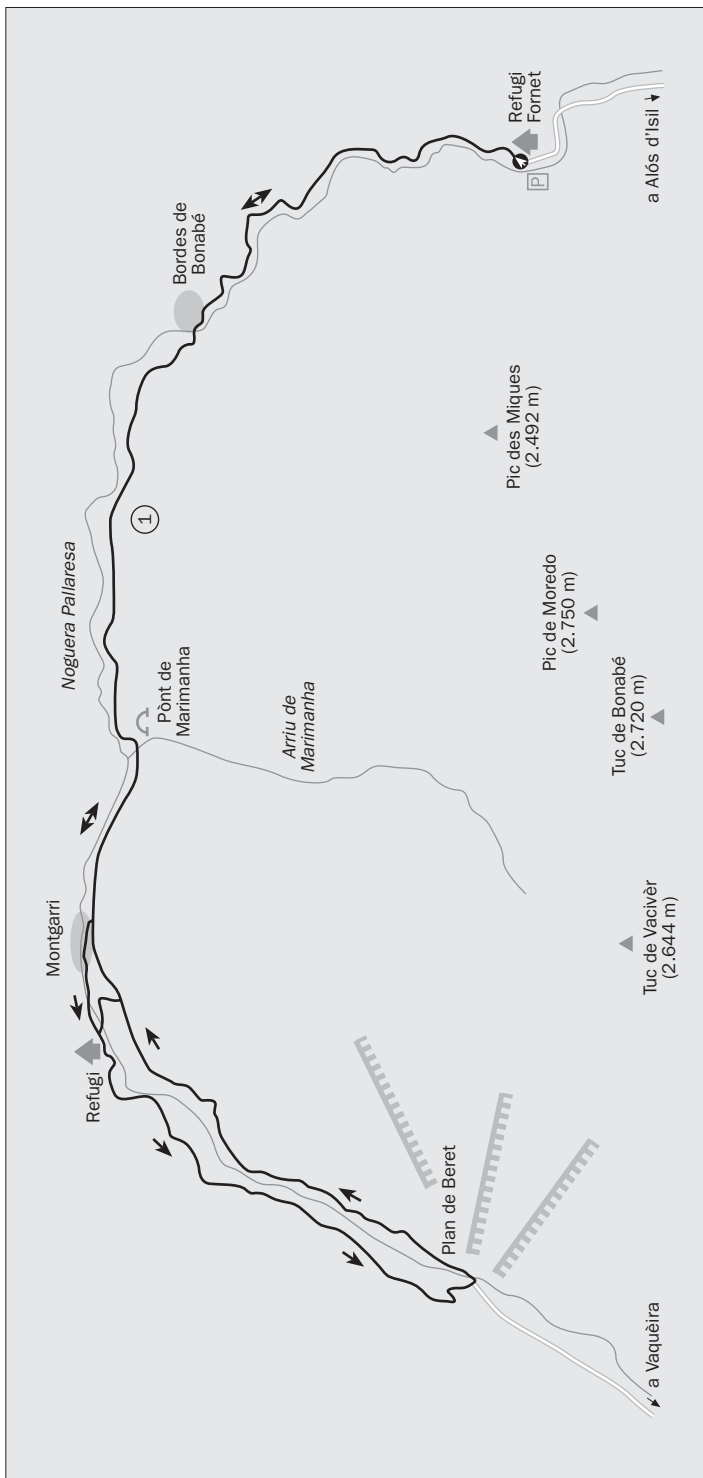 a Vaquèira
Plan de Beret
Refugi
Montgarri
Noguera Pallaresa
Pònt de
Marimanha
Arriu de
Marimanha
1
Bordes de
Bonabé
Refugi
Fornet
P
a Alós d'Isil
Pic des Miques
(2.492 m)
Pic de Moredo
(2.750 m)
Tuc de Bonabé
(2.720 m)
Tuc de Vacivèr
(2.644 m)